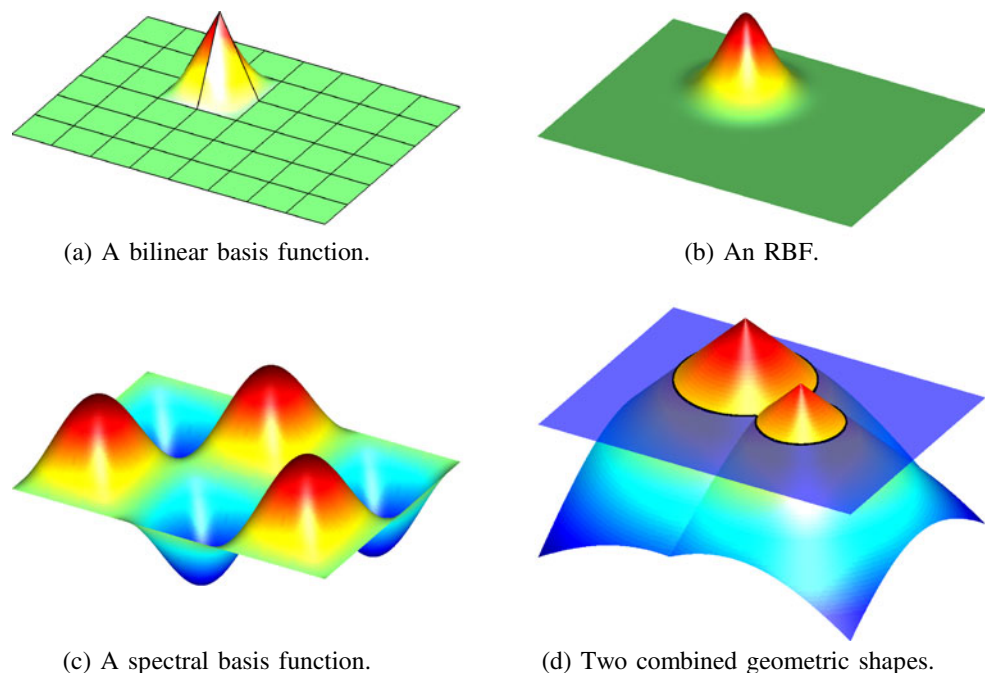 (a) A bilinear basis function.
(b) An RBF.
(c) A spectral basis function.
(d) Two combined geometric shapes.